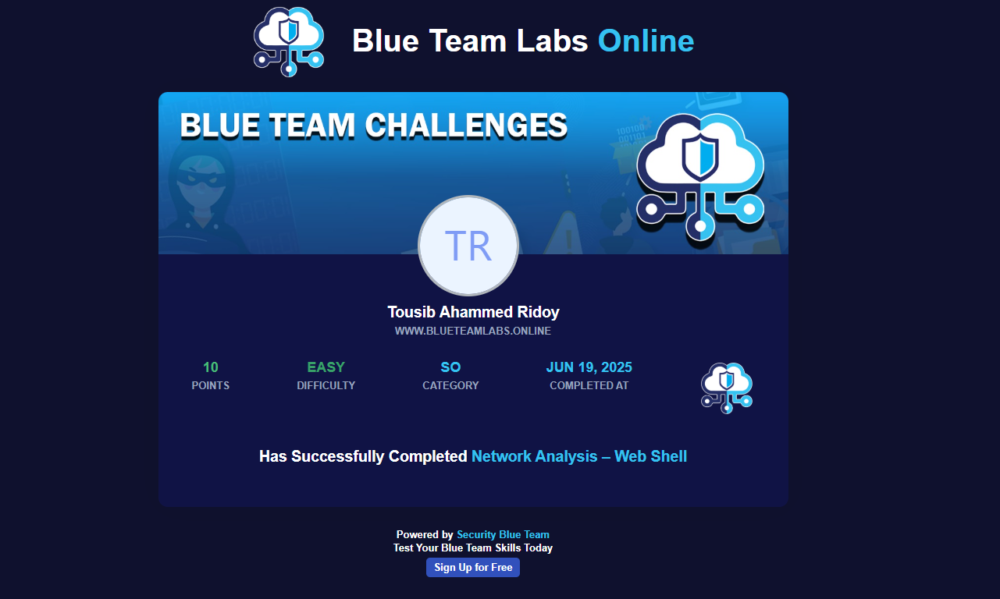 Blue Team Labs Online
BLUE TEAM CHALLENGES
TR
Tousib Ahammed Ridoy
WWW.BLUETEAMLABS.ONLINE
10 EASY SO JUN 19, 2025
POINTS DIFFICULTY CATEGORY COMPLETED AT
Has Successfully Completed Network Analysis – Web Shell
Powered by Security Blue Team
Test Your Blue Team Skills Today
Sign Up for Free